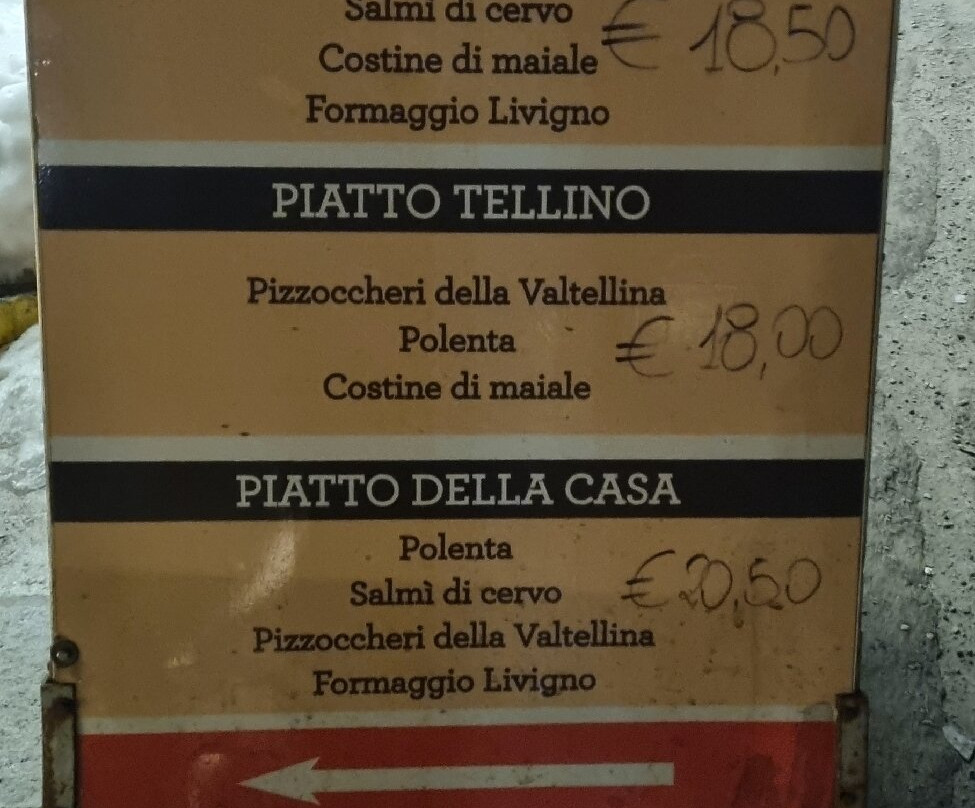 Salmì di cervo
Costine di maiale € 18,50
Formaggio Livigno
PIATTO TELLINO
Pizzoccheri della Valtellina
Polenta € 18,00
Costine di maiale
PIATTO DELLA CASA
Polenta
Salmì di cervo € 20,50
Pizzoccheri della Valtellina
Formaggio Livigno